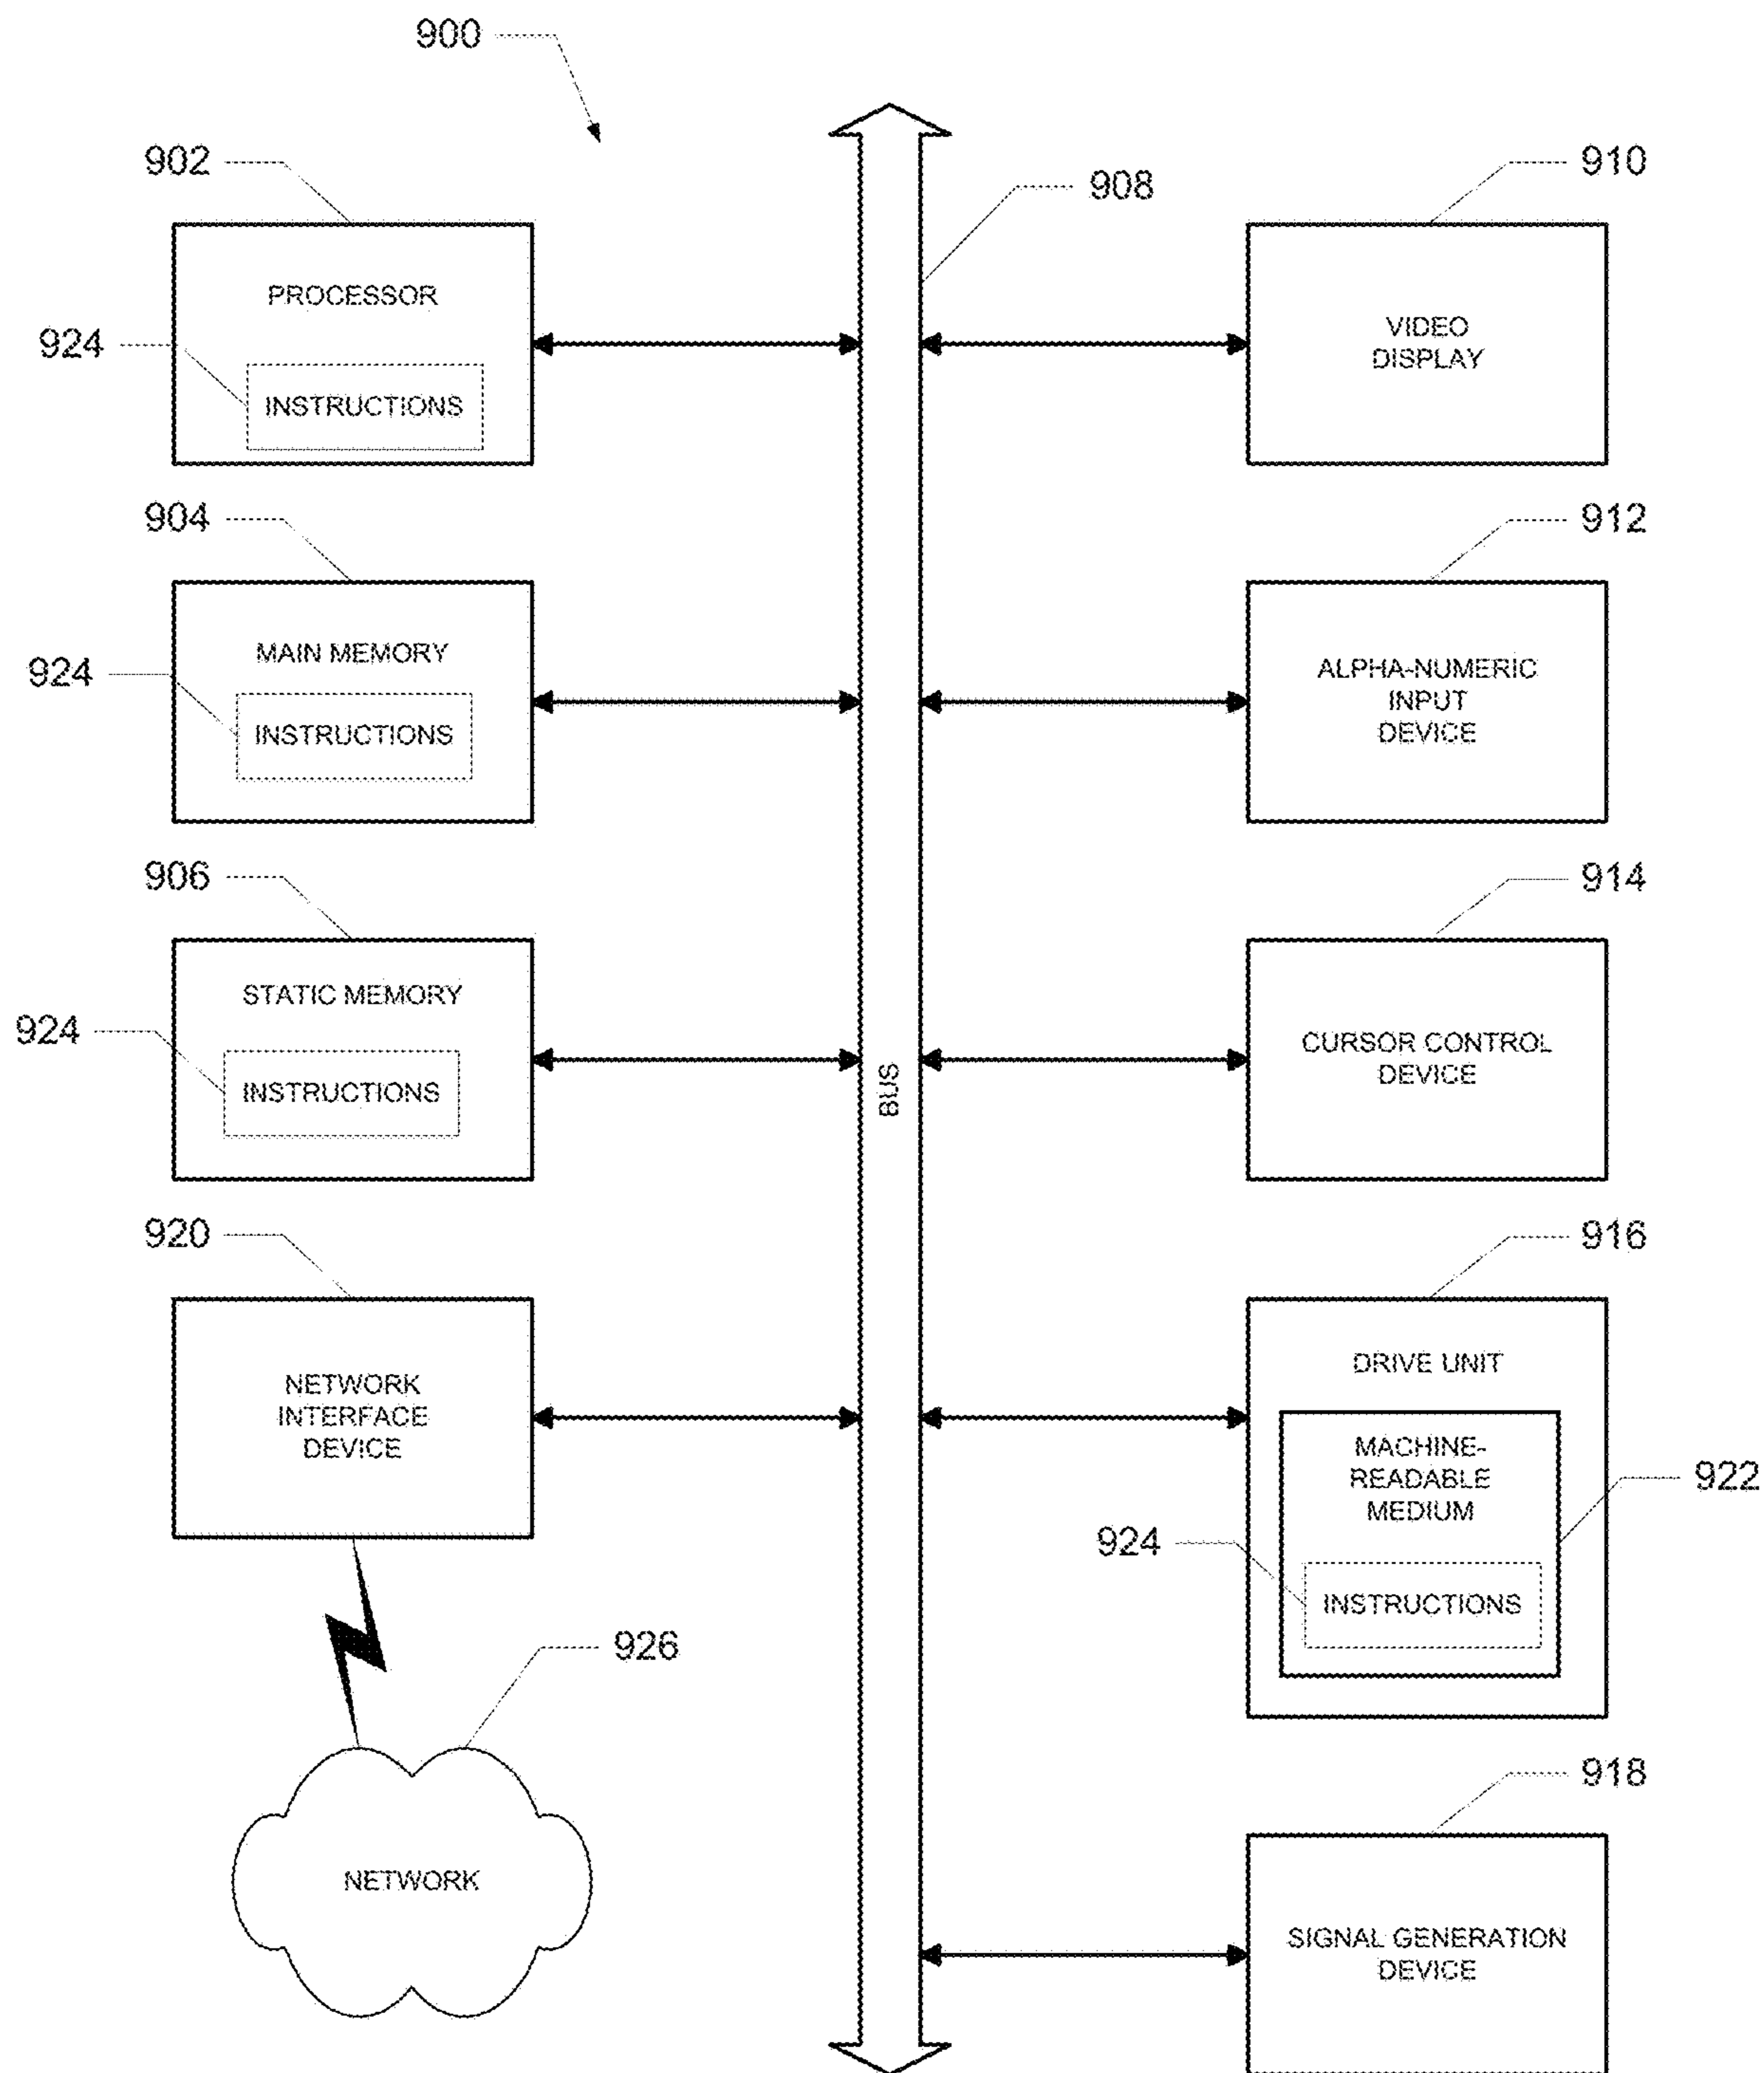 900
902
PROCESSOR
924
INSTRUCTIONS
904
MAIN MEMORY
924
INSTRUCTIONS
906
STATIC MEMORY
924
INSTRUCTIONS
920
NETWORK
INTERFACE
DEVICE
926
NETWORK
908
BUS
910
VIDEO
DISPLAY
912
ALPHA-NUMERIC
INPUT
DEVICE
914
CURSOR CONTROL
DEVICE
916
DRIVE UNIT
MACHINE-
READABLE
MEDIUM
922
924
INSTRUCTIONS
918
SIGNAL GENERATION
DEVICE